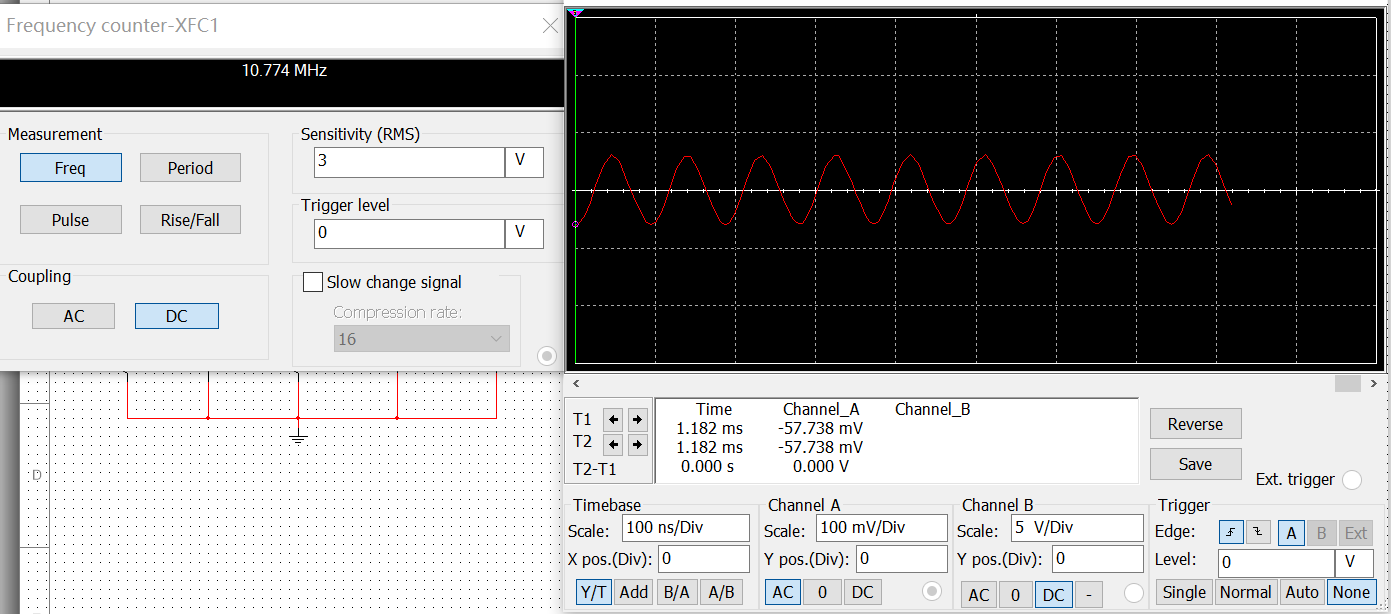 Frequency counter-XFC1
10.774 MHz
Measurement
Freq
Period
Pulse
Rise/Fall
Coupling
AC
DC
Sensitivity (RMS)
3
V
Trigger level
0
V
Slow change signal
Compression rate:
16
D
T1
T2
T2-T1
Time Channel_A Channel_B
1.182 ms -57.738 mV
1.182 ms -57.738 mV
0.000 s 0.000 V
Reverse
Save
Ext. trigger
Timebase
Scale: 100 ns/Div
X pos.(Div): 0
Y/T Add B/A A/B
Channel A
Scale: 100 mV/Div
Y pos.(Div): 0
AC 0 DC
Channel B
Scale: 5 V/Div
Y pos.(Div): 0
AC 0 DC -
Trigger
Edge: A B Ext
Level: 0 V
Single Normal Auto None